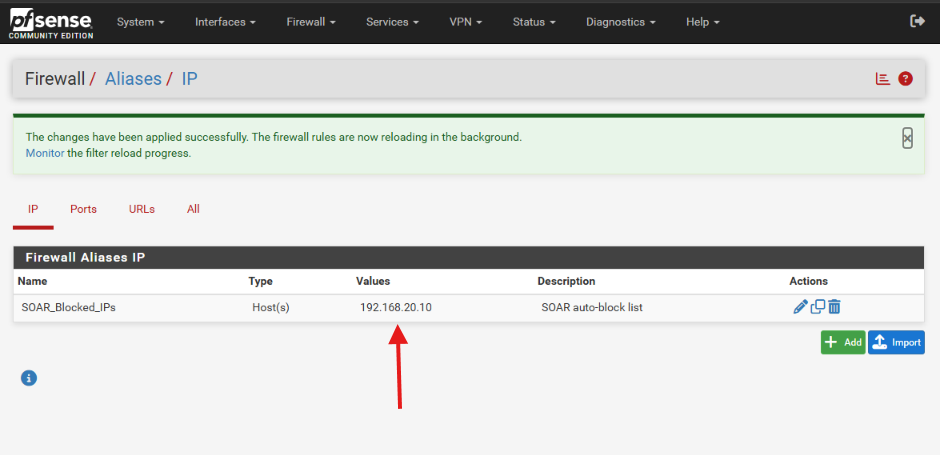 pfsense
COMMUNITY EDITION
System Interfaces Firewall Services VPN Status Diagnostics Help
Firewall / Aliases / IP
The changes have been applied successfully. The firewall rules are now reloading in the background.
Monitor the filter reload progress.
IP Ports URLs All
Firewall Aliases IP
Name Type Values Description Actions
SOAR_Blocked_IPs Host(s) 192.168.20.10 SOAR auto-block list
Add Import